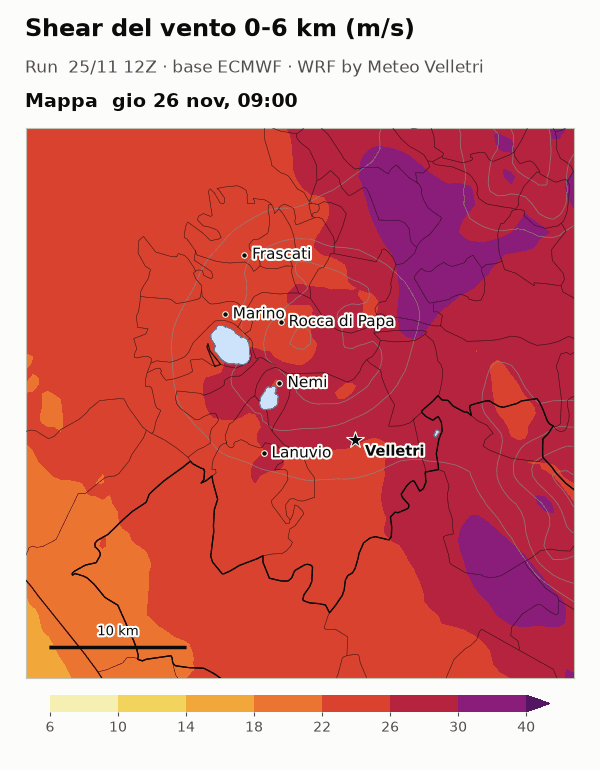 Shear del vento 0-6 km (m/s)
Run  25/11 12Z · base ECMWF · WRF by Meteo Velletri
Mappa  gio 26 nov, 09:00
Frascati
Marino
Rocca di Papa
Nemi
Velletri
Lanuvio
10 km
6 10 14 18 22 26 30 40